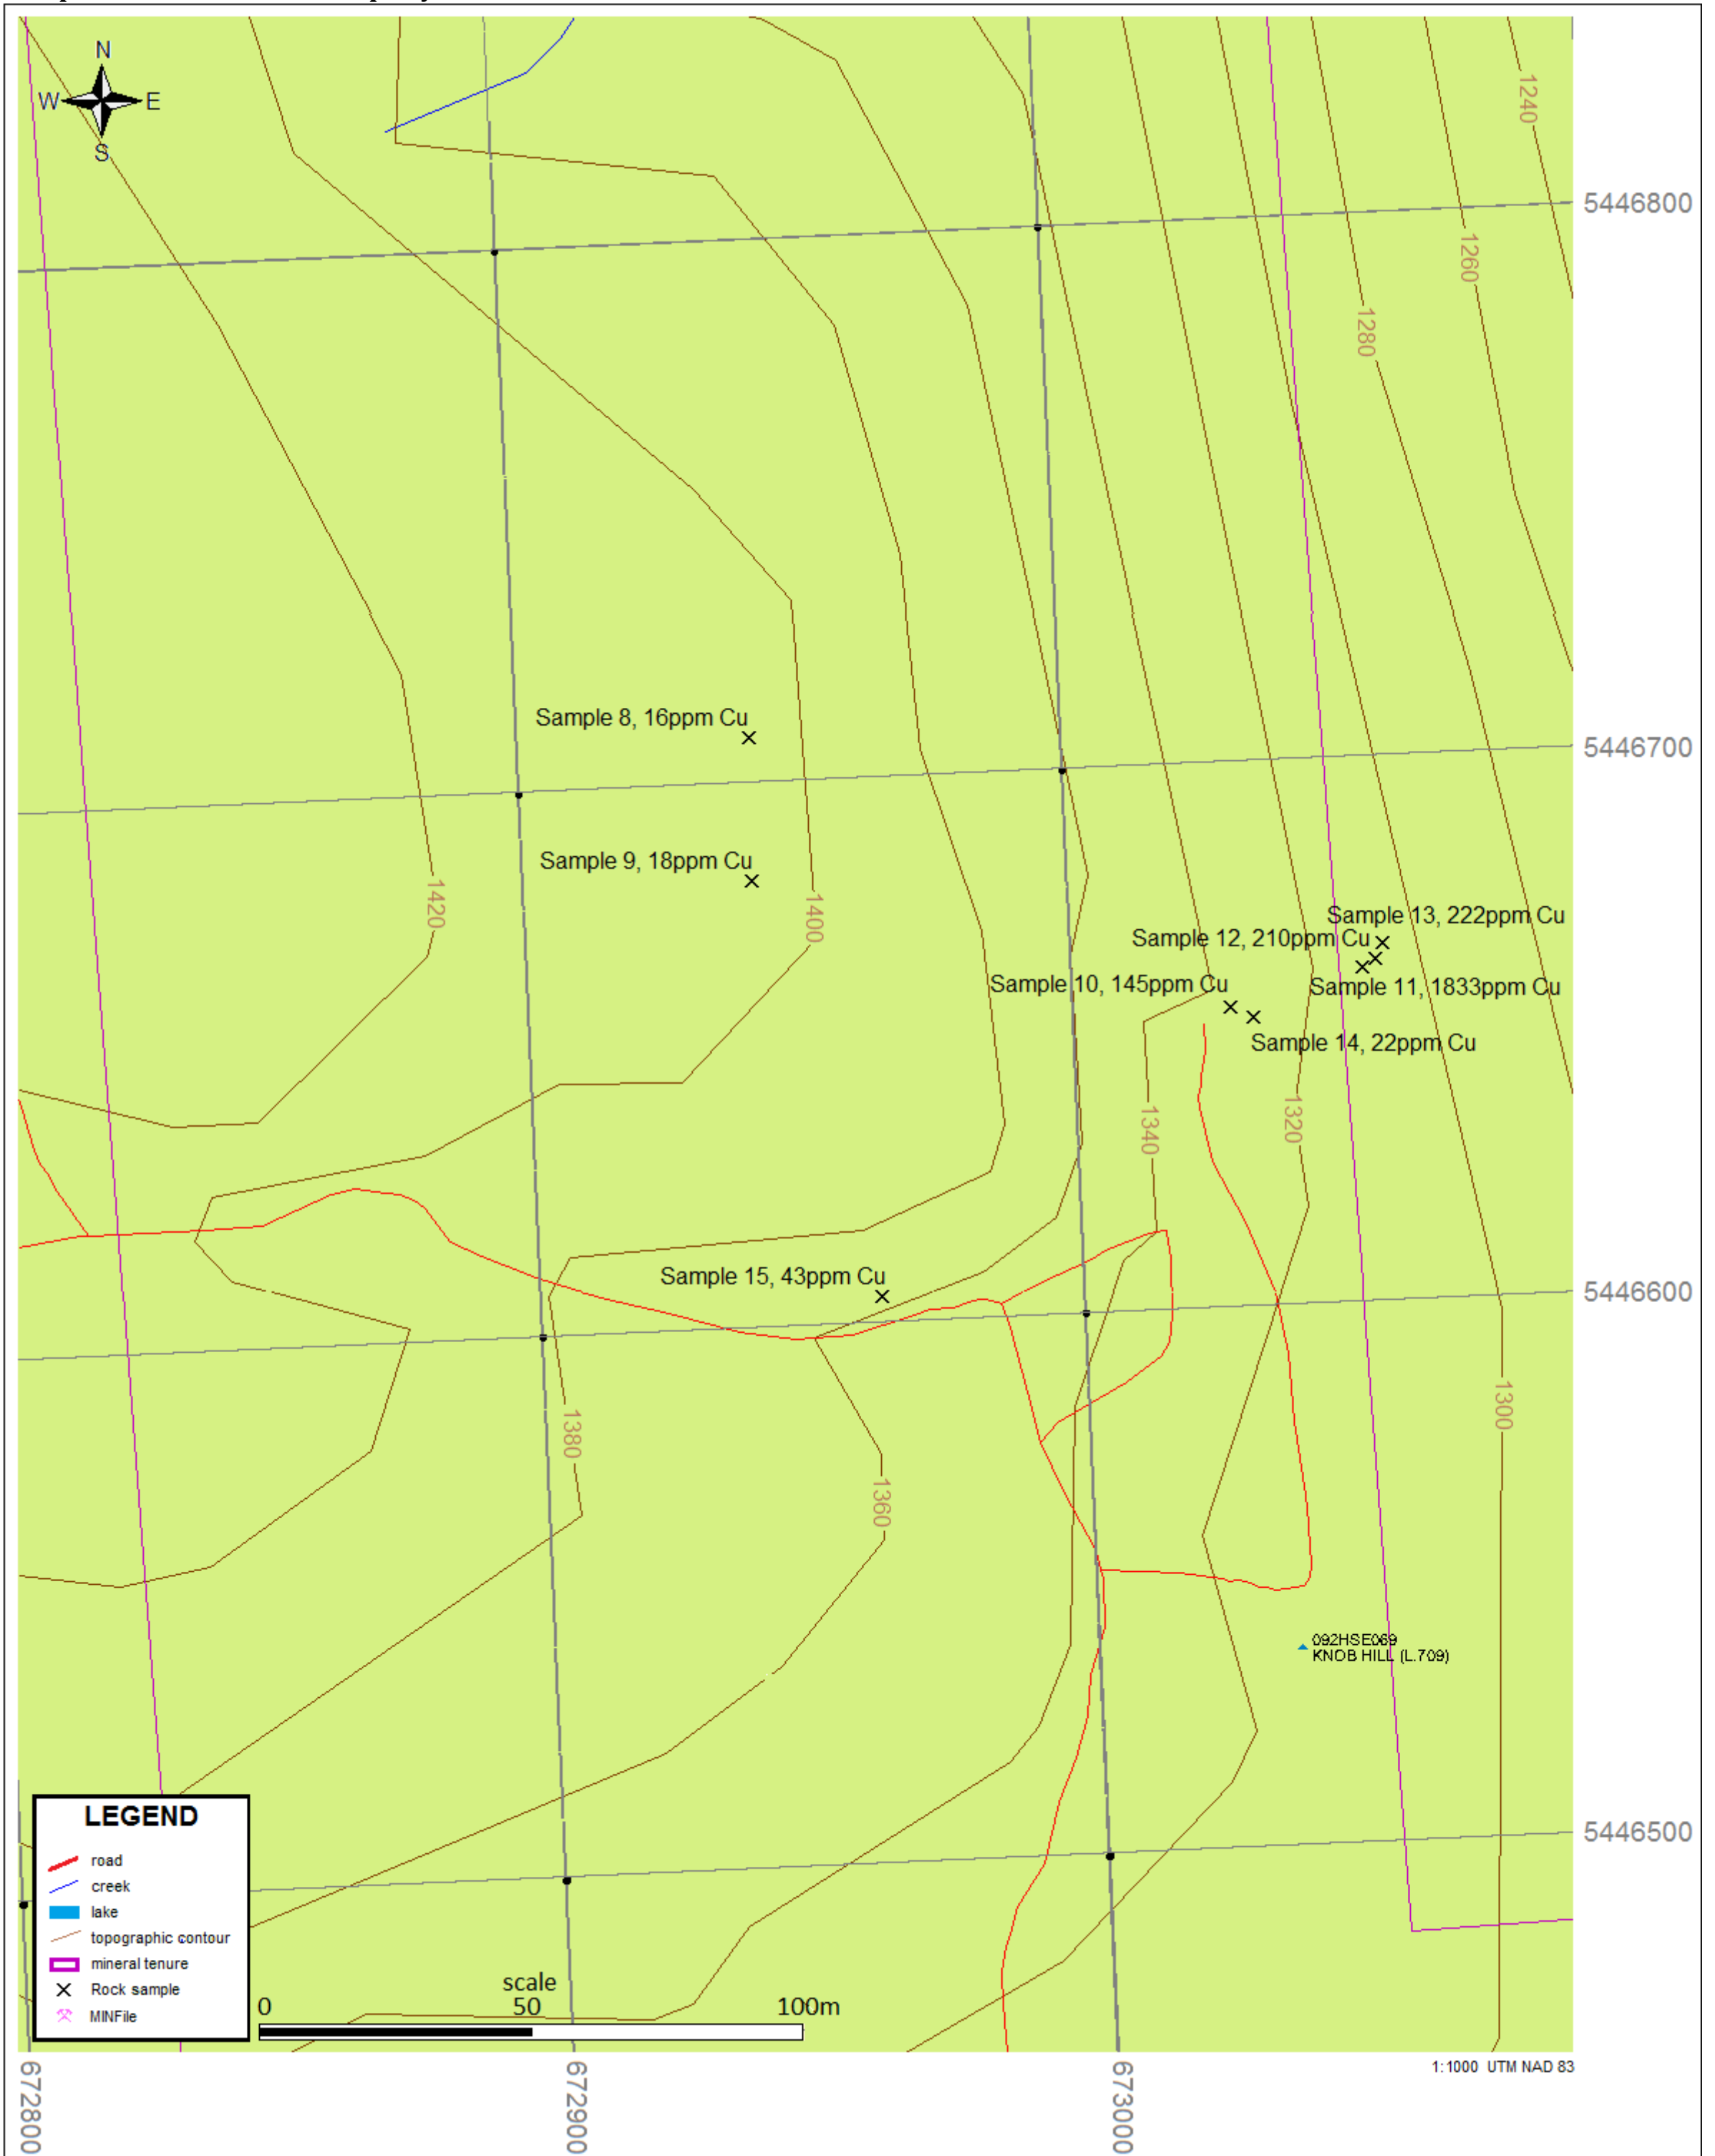 N
W E
S
1240
5446800
1260
1280
Sample 8, 16ppm Cu
5446700
Sample 9, 18ppm Cu
1420
1400
Sample 13, 222ppm Cu
Sample 12, 210ppm Cu
Sample 10, 145ppm Cu
Sample 11, 1833ppm Cu
Sample 14, 22ppm Cu
1340
1320
Sample 15, 43ppm Cu
5446600
1380
1300
1360
092HSE069
KNOB HILL (L.709)
5446500
LEGEND
road
creek
lake
topographic contour
mineral tenure
Rock sample
MINFile
scale
0 50 100m
1:1000 UTM NAD 83
672800
672900
673000